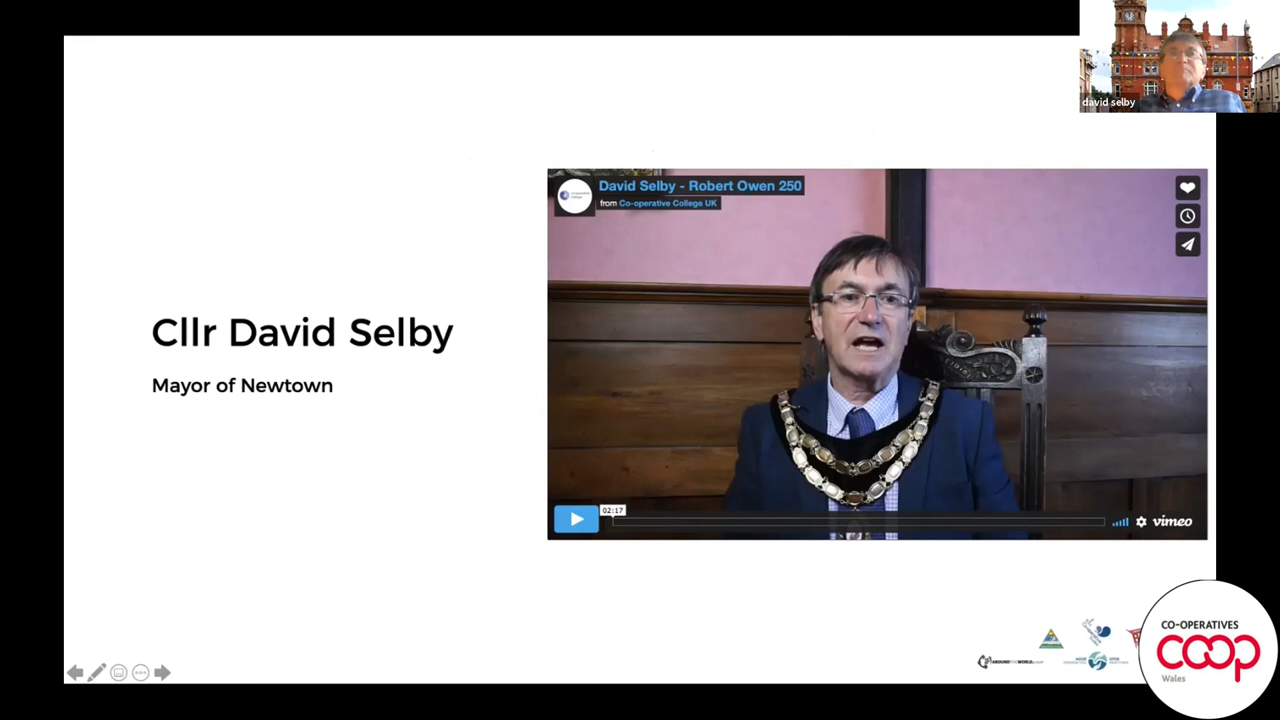 david selby
David Selby - Robert Owen 250
from Co-operative College UK
Cllr David Selby
Mayor of Newtown
02:17
vimeo
CO-OPERATIVES
coop
Wales